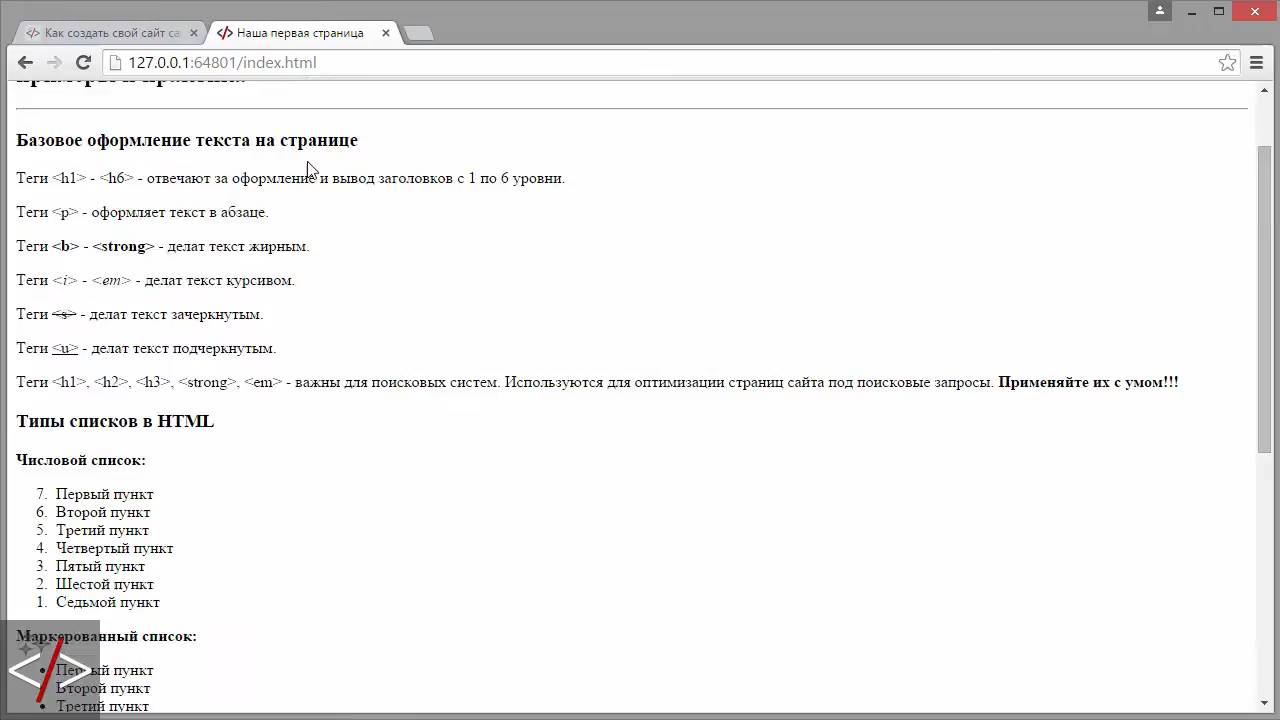 Как создать свой сайт са
Наша первая страница
127.0.0.1:64801/index.html
Базовое оформление текста на странице
Теги <h1> - <h6> - отвечают за оформление и вывод заголовков с 1 по 6 уровни.
Теги <p> - оформляет текст в абзаце.
Теги <b> - <strong> - делат текст жирным.
Теги <i> - <em> - делат текст курсивом.
Теги <s> - делат текст зачеркнутым.
Теги <u> - делат текст подчеркнутым.
Теги <h1>, <h2>, <h3>, <strong>, <em> - важны для поисковых систем. Используются для оптимизации страниц сайта под поисковые запросы. Применяйте их с умом!!!
Типы списков в HTML
Числовой список:
7. Первый пункт
6. Второй пункт
5. Третий пункт
4. Четвертый пункт
3. Пятый пункт
2. Шестой пункт
1. Седьмой пункт
Маркерованный список:
• Первый пункт
Второй пункт
• Третий пункт